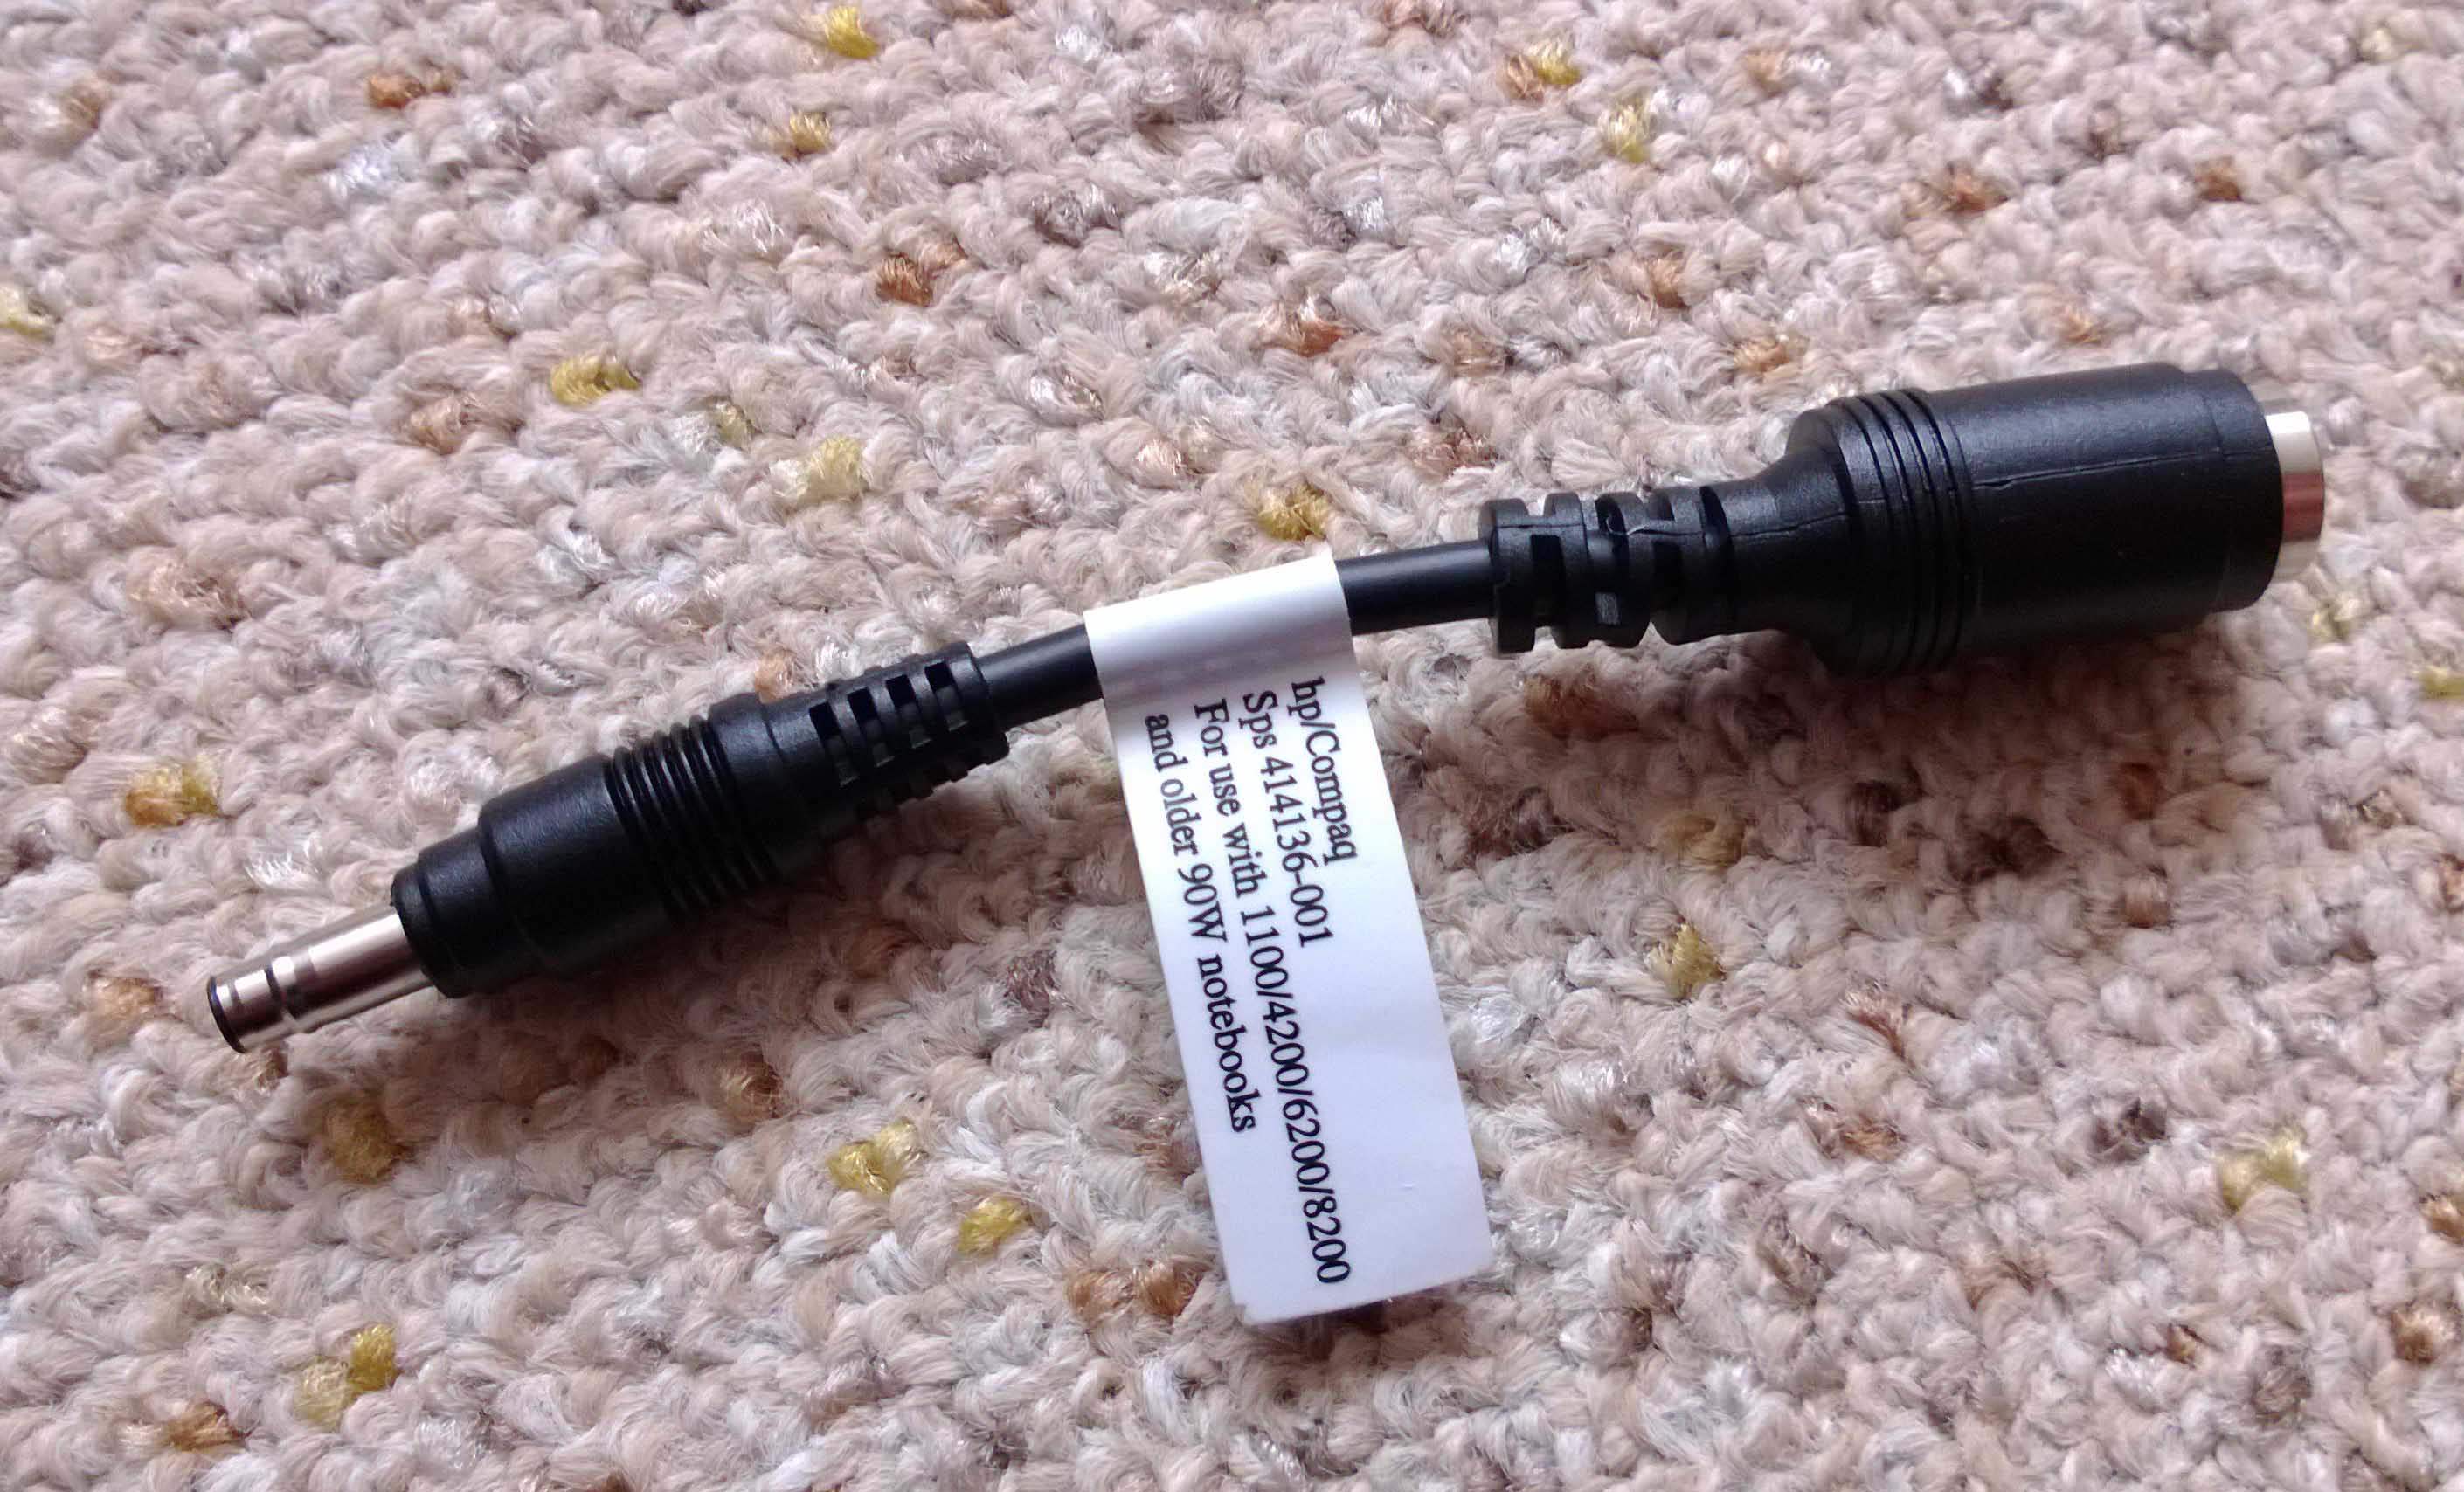 hp/Compaq
Sps 414136-001
For use with 1100/4200/6200/8200
and older 90W notebooks